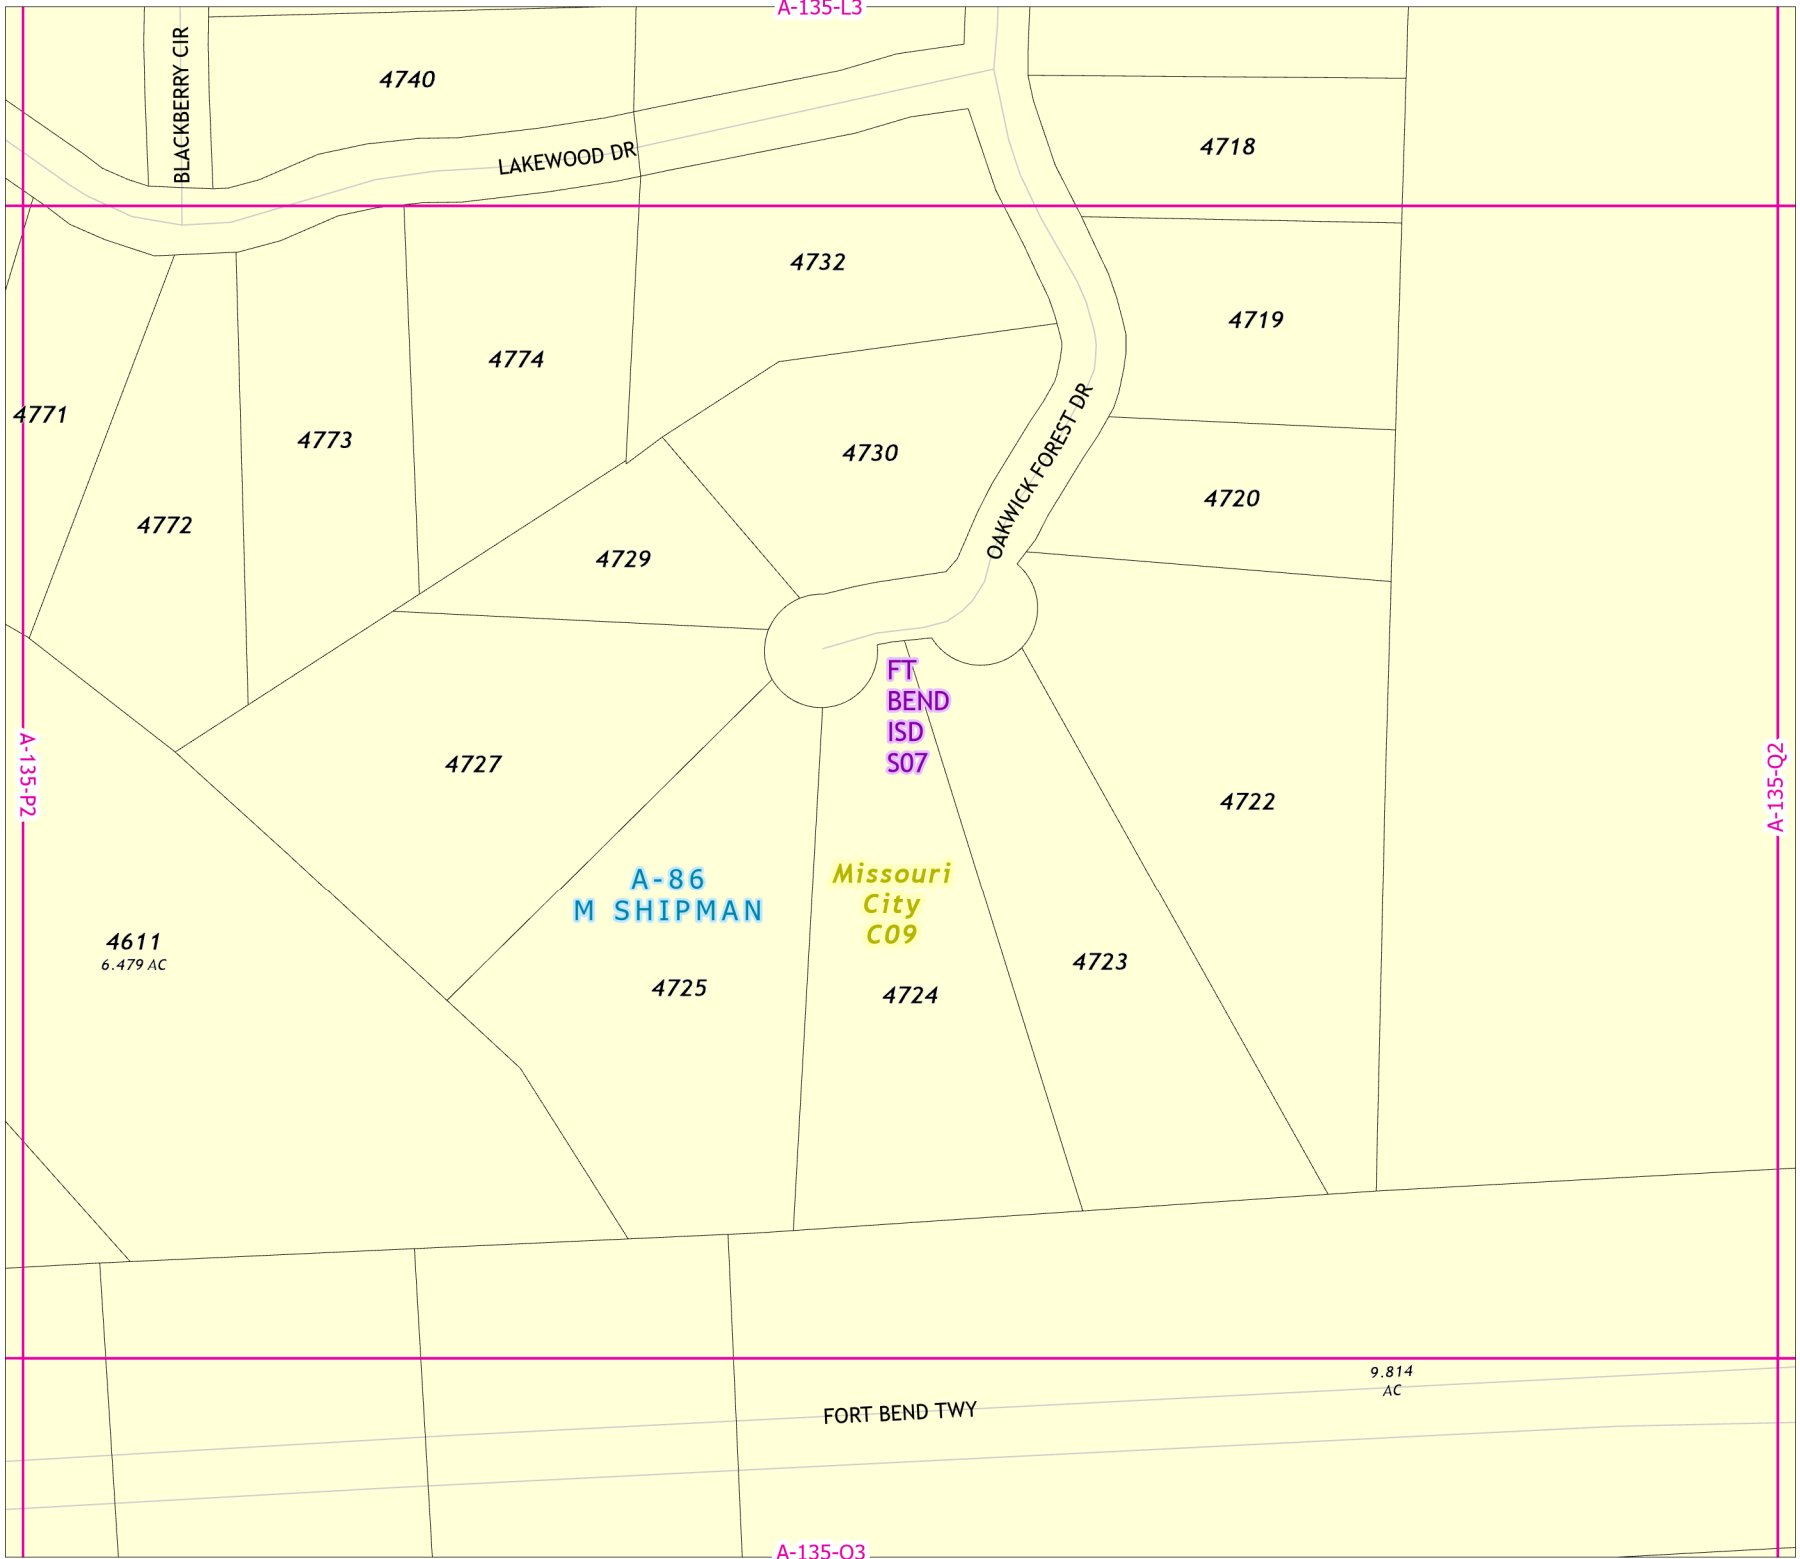 A-135-L3
BLACKBERRY CIR
4740
LAKEWOOD DR
4718
4732
4719
4774
4771
4773
4730
OAKWICK FOREST DR
4720
4772
4729
FT
BEND
ISD
S07
A-135-P2
4727
A-135-Q2
4722
A-86
M SHIPMAN
Missouri
City
C09
4611
6.479 AC
4725
4724
4723
9.814
AC
FORT BEND TWY
A-135-O3